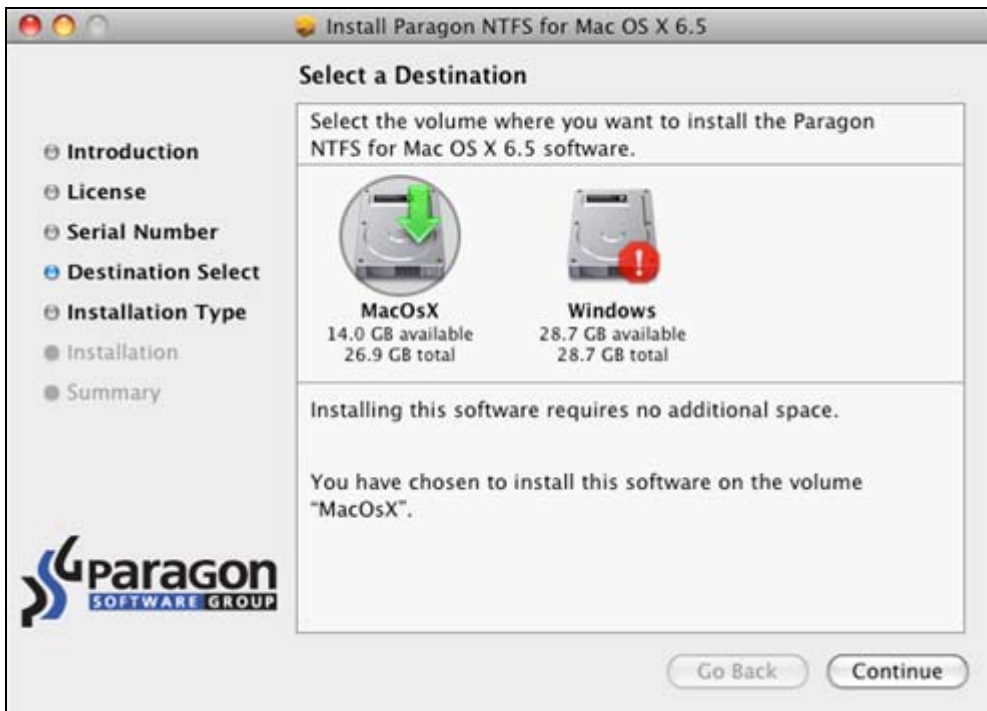 Install Paragon NTFS for Mac OS X 6.5
Introduction
License
Serial Number
Destination Select
Installation Type
Installation
Summary
Paragon
SOFTWARE GROUP
Select a Destination
Select the volume where you want to install the Paragon
NTFS for Mac OS X 6.5 software.
MacOsX
14.0 GB available
26.9 GB total
Windows
28.7 GB available
28.7 GB total
Installing this software requires no additional space.
You have chosen to install this software on the volume
“MacOsX”.
Go Back
Continue